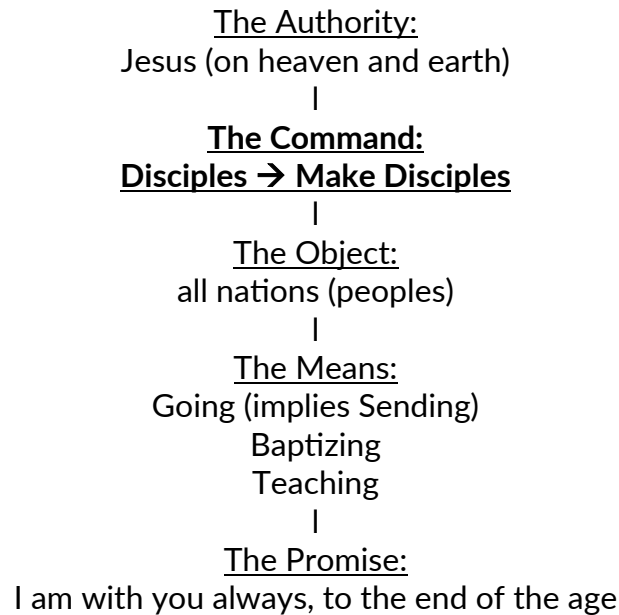 The Authority:
Jesus (on heaven and earth)
|
The Command:
Disciples → Make Disciples
|
The Object:
all nations (peoples)
|
The Means:
Going (implies Sending)
Baptizing
Teaching
|
The Promise:
I am with you always, to the end of the age